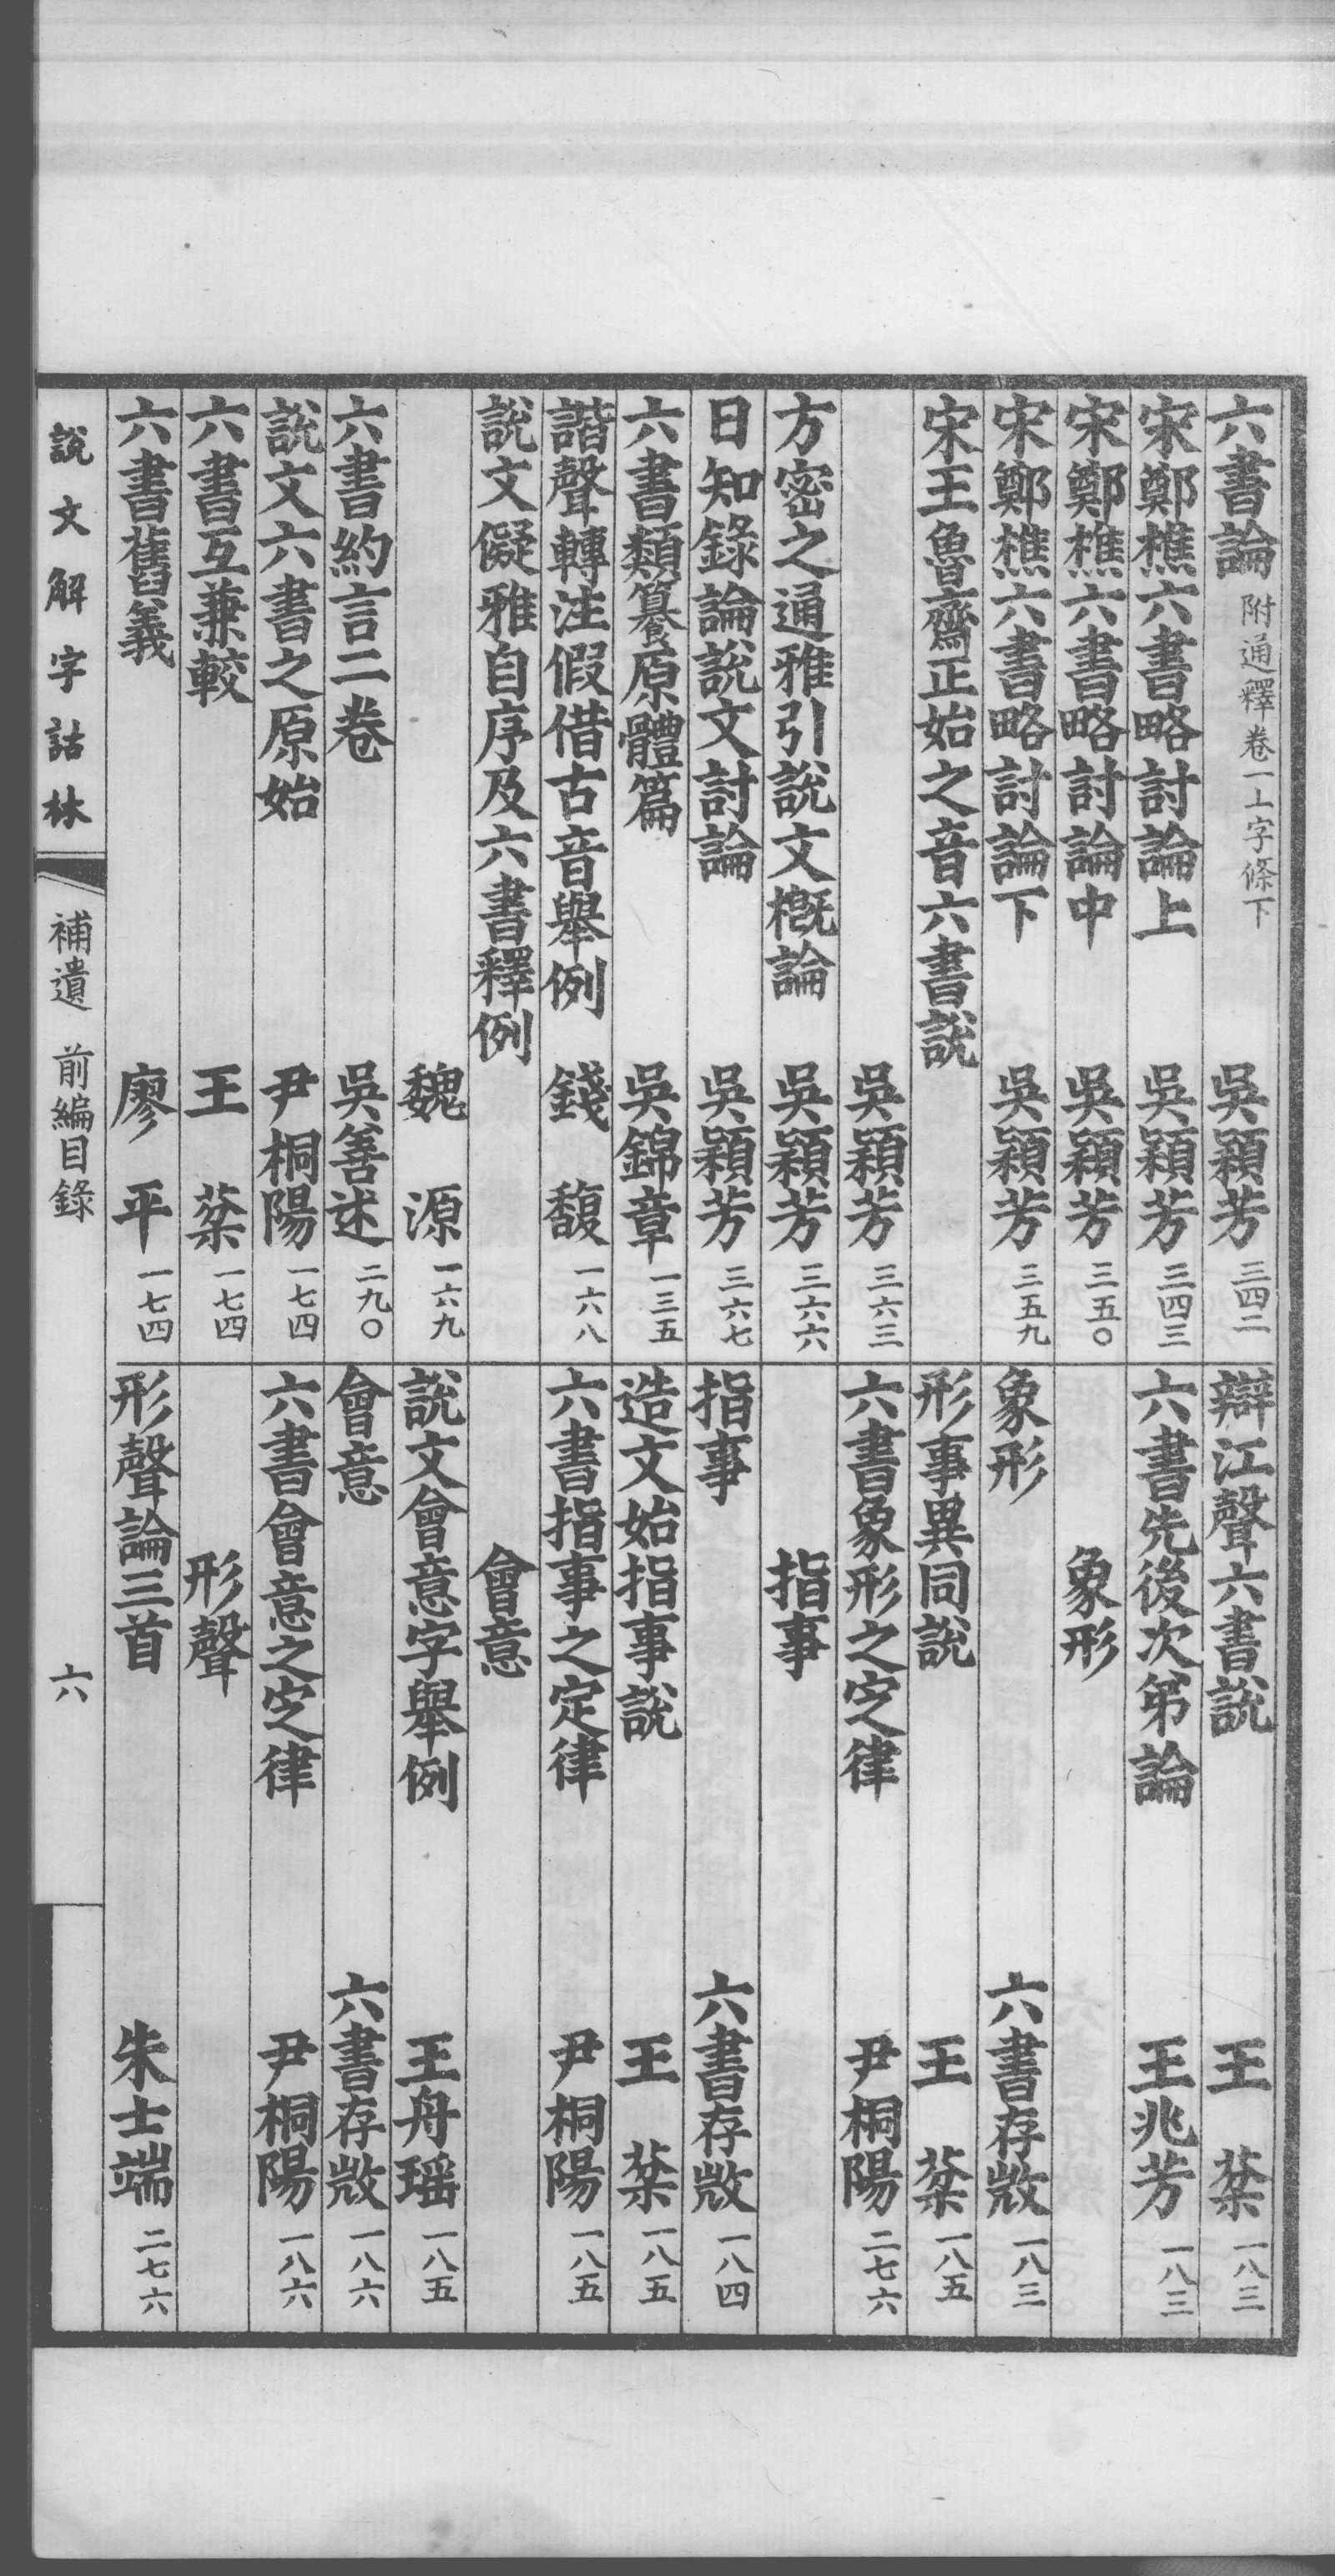 六書論 附通釋卷一上字條下 吳穎芳 三四二
宋鄭樵六書略討論上 吳穎芳 三四三
宋鄭樵六書略討論中 吳穎芳 三五〇
宋鄭樵六書略討論下 吳穎芳 三五九
宋王魯齋正始之音六書說
吳穎芳 三六三
方密之通雅引說文概論 吳穎芳 三六六
日知錄論說文討論 吳穎芳 三六七
六書類纂原體篇 吳錦章 一三五
諧聲轉注假借古音舉例 錢馥 一六八
說文儗雅自序及六書釋例
魏源 一六九
六書約言二卷 吳善述 二九〇
說文六書之原始 尹桐陽 一七四
六書互兼較 王棻 一七四
六書舊義 廖平 一七四
辯江聲六書說 王棻 一八三
六書先後次弟論 王兆芳 一八三
象形
象形 六書存㪚 一八三
形事異同說 王棻 一八五
六書象形之定律 尹桐陽 二七六
指事
指事 六書存㪚 一八四
造文始指事說 王棻 一八五
六書指事之定律 尹桐陽 一八五
會意
說文會意字舉例 王舟瑶 一八五
會意 六書存㪚 一八六
六書會意之定律 尹桐陽 一八六
形聲
形聲論三首 朱士端 二七六
說文解字詁林 補遺 前編目錄 六